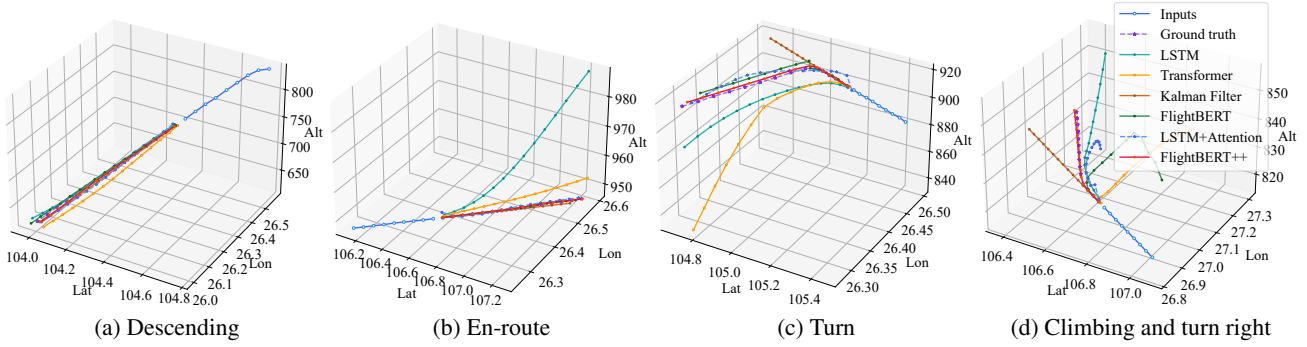 800
750
Alt
700
650
26.5
26.4
26.3
Lon
26.2
26.1
26.0
104.0
104.2
104.4
104.6
104.8
Lat
(a) Descending
980
970
Alt
960
950
26.6
26.5
26.4
Lon
26.3
106.2
106.4
106.6
106.8
107.0
107.2
Lat
(b) En-route
920
900
Alt
880
860
840
26.50
26.45
26.40
Lon
26.35
26.30
104.8
105.0
105.2
105.4
Lat
(c) Turn
Inputs
Ground truth
LSTM
Transformer
Kalman Filter
FlightBERT
LSTM+Attention
FlightBERT++
850
840
Alt
830
820
27.3
27.2
27.1
Lon
27.0
26.9
26.8
106.4
106.6
106.8
107.0
Lat
(d) Climbing and turn right